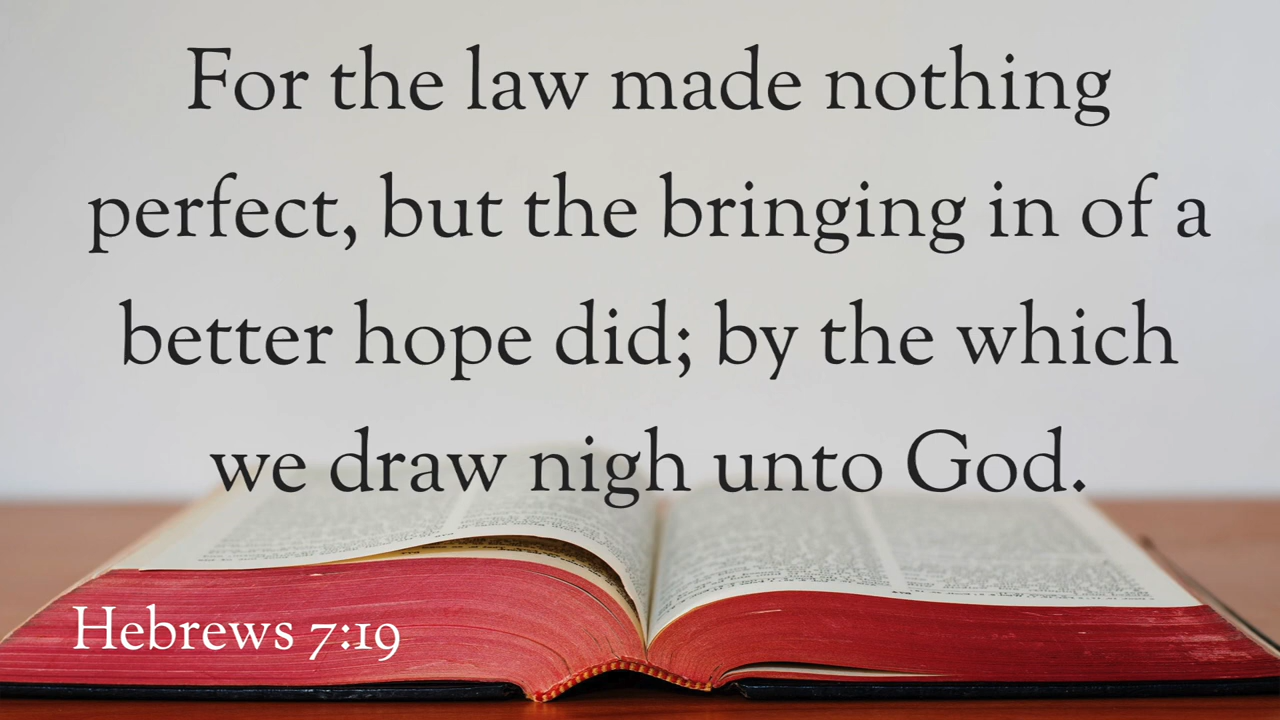 For the law made nothing
perfect, but the bringing in of a
better hope did; by the which
we draw nigh unto God.
Hebrews 7:19